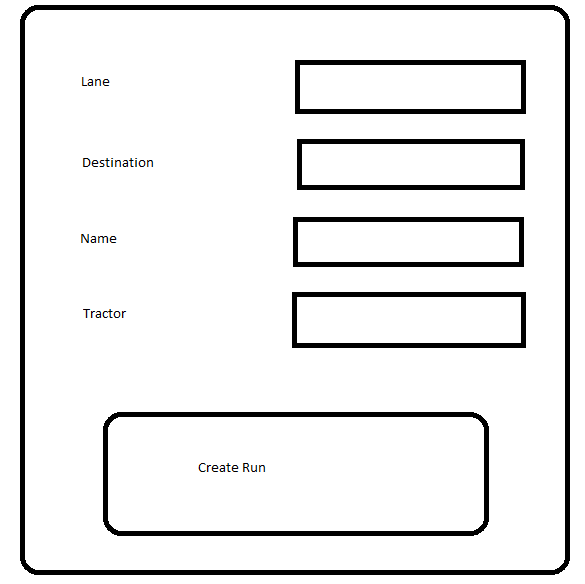 Lane
Destination
Name
Tractor
Create Run